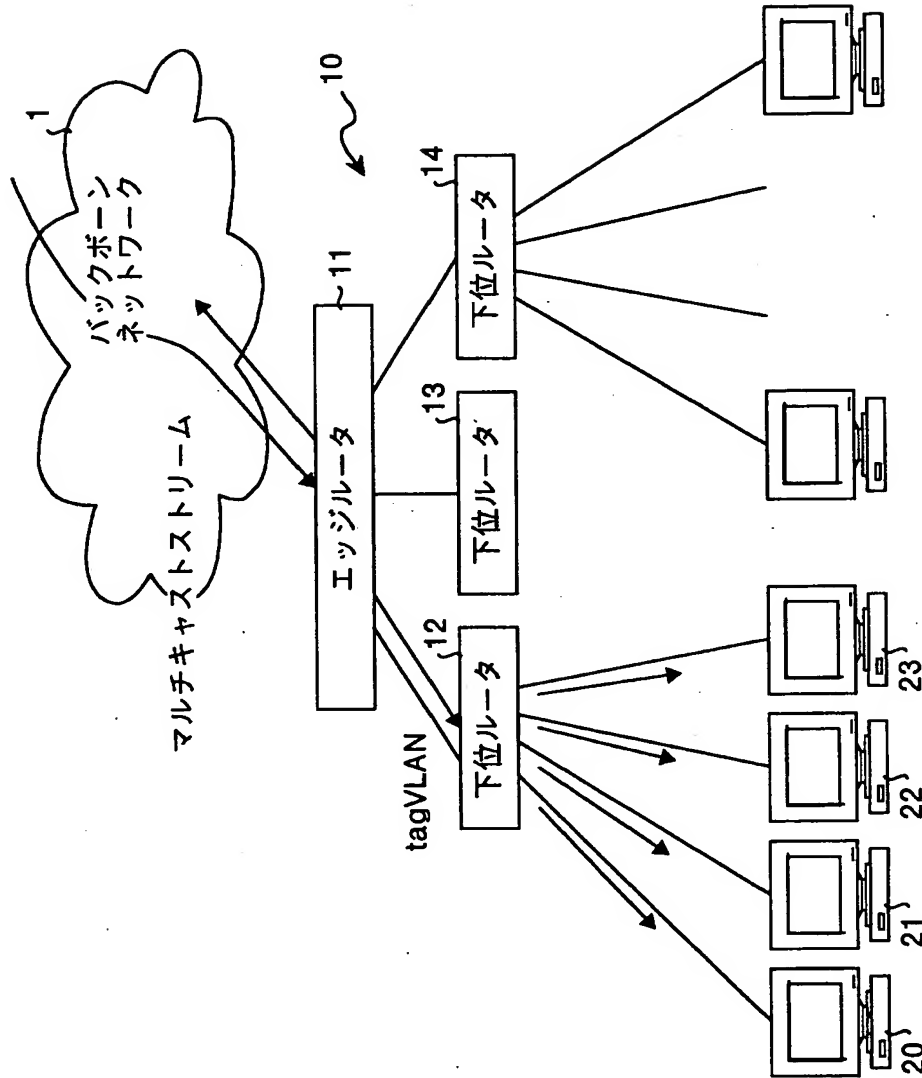 1
バックボーン
ネットワーク
マルチキャストストリーム
10
11
エッジルータ
tagVLAN
12
下位ルータ
13
下位ルータ
14
下位ルータ
20
21
22
23